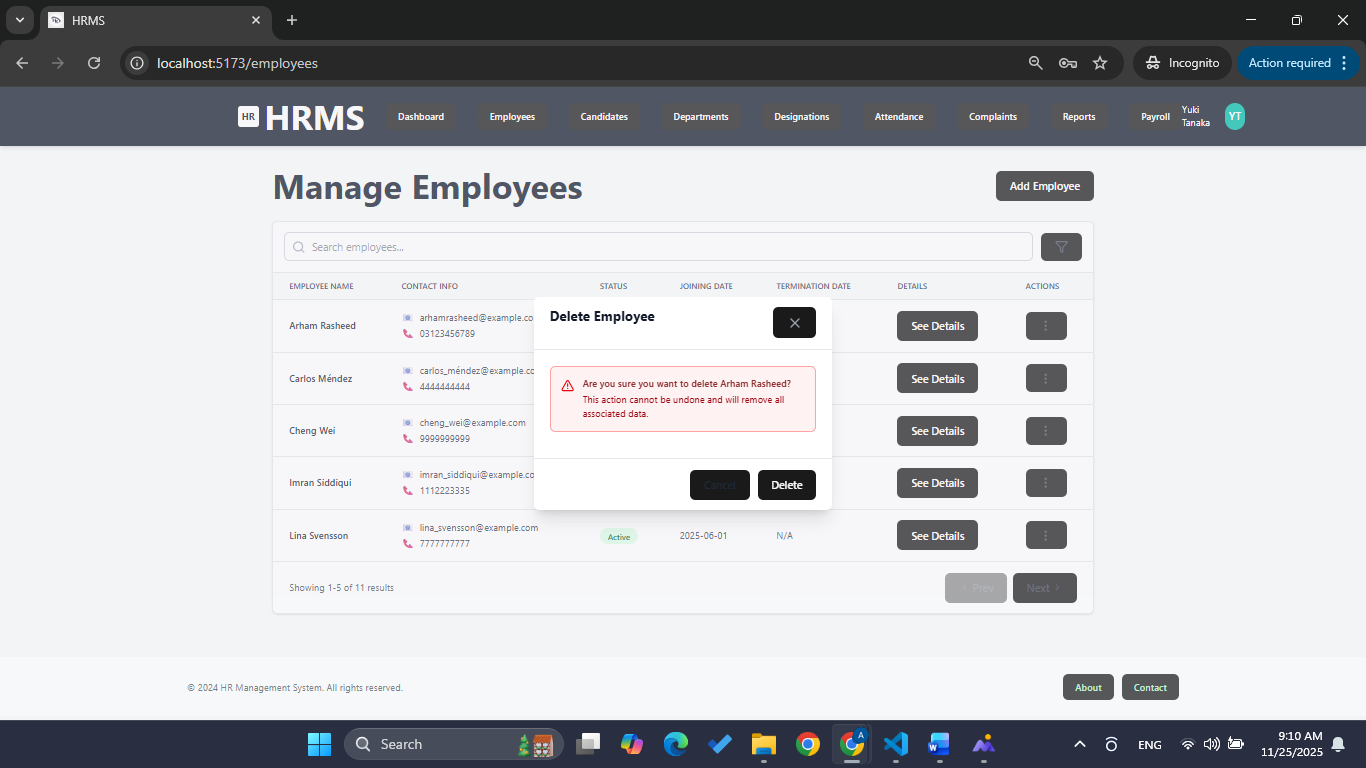 HRMS
localhost:5173/employees
Incognito
Action required
HR HRMS
Dashboard
Employees
Candidates
Departments
Designations
Attendance
Complaints
Reports
Payroll
Yuki
Tanaka
YT
Manage Employees
Add Employee
Search employees...
EMPLOYEE NAME CONTACT INFO STATUS JOINING DATE TERMINATION DATE DETAILS ACTIONS
Arham Rasheed
arhamrasheed@example.co
03123456789
See Details
Carlos Méndez
carlos_méndez@example.co
4444444444
See Details
Cheng Wei
cheng_wei@example.com
9999999999
See Details
Imran Siddiqui
imran_siddiqui@example.co
1112223335
See Details
Lina Svensson
lina_svensson@example.com
7777777777
Active
2025-06-01
N/A
See Details
Delete Employee
Are you sure you want to delete Arham Rasheed?
This action cannot be undone and will remove all
associated data.
Cancel
Delete
Showing 1-5 of 11 results
Prev
Next
© 2024 HR Management System. All rights reserved.
About
Contact
Search
A
ENG
9:10 AM
11/25/2025